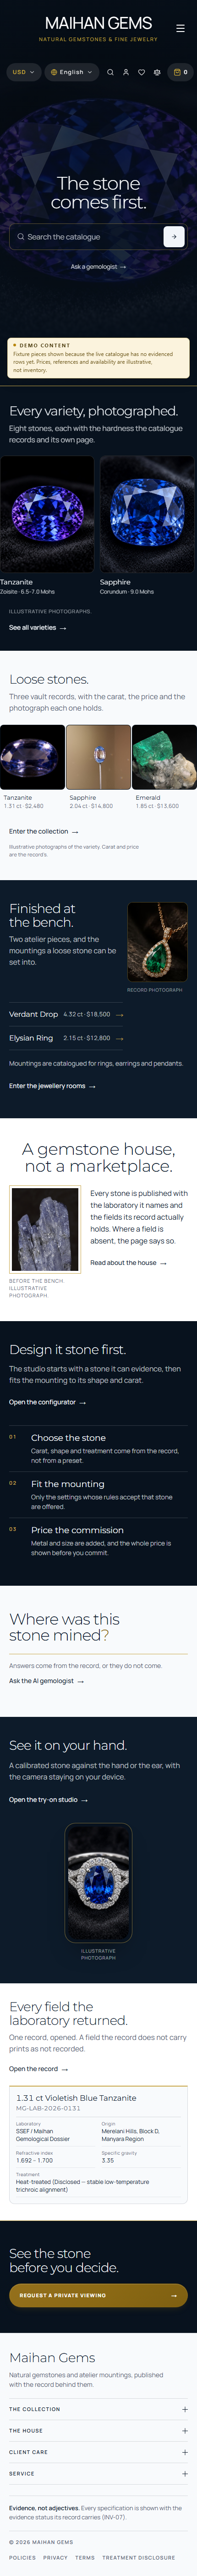 MAIHAN GEMS
NATURAL GEMSTONES & FINE JEWELRY
USD
English
0
The stone
comes first.
Search catalogue
Ask a gemologist →
DEMO CONTENT
Fixture pieces shown because the live catalogue has no evidenced
rows yet. Prices, references and availability are illustrative,
not inventory.
Every variety, photographed.
Eight stones, each with the hardness the catalogue
records and its own page.
Tanzanite
Zoisite · 6.5-7.0 Mohs
Sapphire
Corundum · 9.0 Mohs
ILLUSTRATIVE PHOTOGRAPHS.
See all varieties →
Loose stones.
Three vault records, with the carat, the price and the
photograph each one holds.
Tanzanite
1.31 ct · $2,480
Sapphire
2.04 ct · $14,800
Emerald
1.85 ct · $13,600
Enter the collection →
Illustrative photographs of the variety. Carat and price
are the record's.
Finished at
the bench.
Two atelier pieces, and the
mountings a loose stone can be
set into.
RECORD PHOTOGRAPH
Verdant Drop 4.32 ct · $18,500 →
Elysian Ring 2.15 ct · $12,800 →
Mountings are catalogued for rings, earrings and pendants.
Enter the jewellery rooms →
A gemstone house,
not a marketplace.
Every stone is published with
the laboratory it names and
the fields its record actually
holds. Where a field is
absent, the page says so.
Read about the house →
BEFORE THE BENCH.
ILLUSTRATIVE
PHOTOGRAPH.
Design it stone first.
The studio starts with a stone it can evidence, then
fits the mounting to its shape and carat.
Open the configurator →
01
Choose the stone
Carat, shape and treatment come from the record,
not from a preset.
02
Fit the mounting
Only the settings whose rules accept that stone
are offered.
03
Price the commission
Metal and size are added, and the whole price is
shown before you commit.
Where was this
stone mined?
Answers come from the record, or they do not come.
Ask the AI gemologist →
See it on your hand.
A calibrated stone against the hand or the ear, with
the camera staying on your device.
Open the try-on studio →
ILLUSTRATIVE
PHOTOGRAPH
Every field the
laboratory returned.
One record, opened. A field the record does not carry
prints as not recorded.
Open the record →
1.31 ct Violetish Blue Tanzanite
MG-LAB-2026-0131
Laboratory
SSEF / Maihan
Gemological Dossier
Origin
Merelani Hills, Block D,
Manyara Region
Refractive index
1.692 - 1.700
Specific gravity
3.35
Treatment
Heat-treated (Disclosed — stable low-temperature
trichroic alignment)
See the stone
before you decide.
REQUEST A PRIVATE VIEWING →
Maihan Gems
Natural gemstones and atelier mountings, published
with the record behind them.
THE COLLECTION
THE HOUSE
CLIENT CARE
SERVICE
Evidence, not adjectives. Every specification is shown with the
evidence status its record carries (INV-07).
© 2026 MAIHAN GEMS
POLICIES PRIVACY TERMS TREATMENT DISCLOSURE